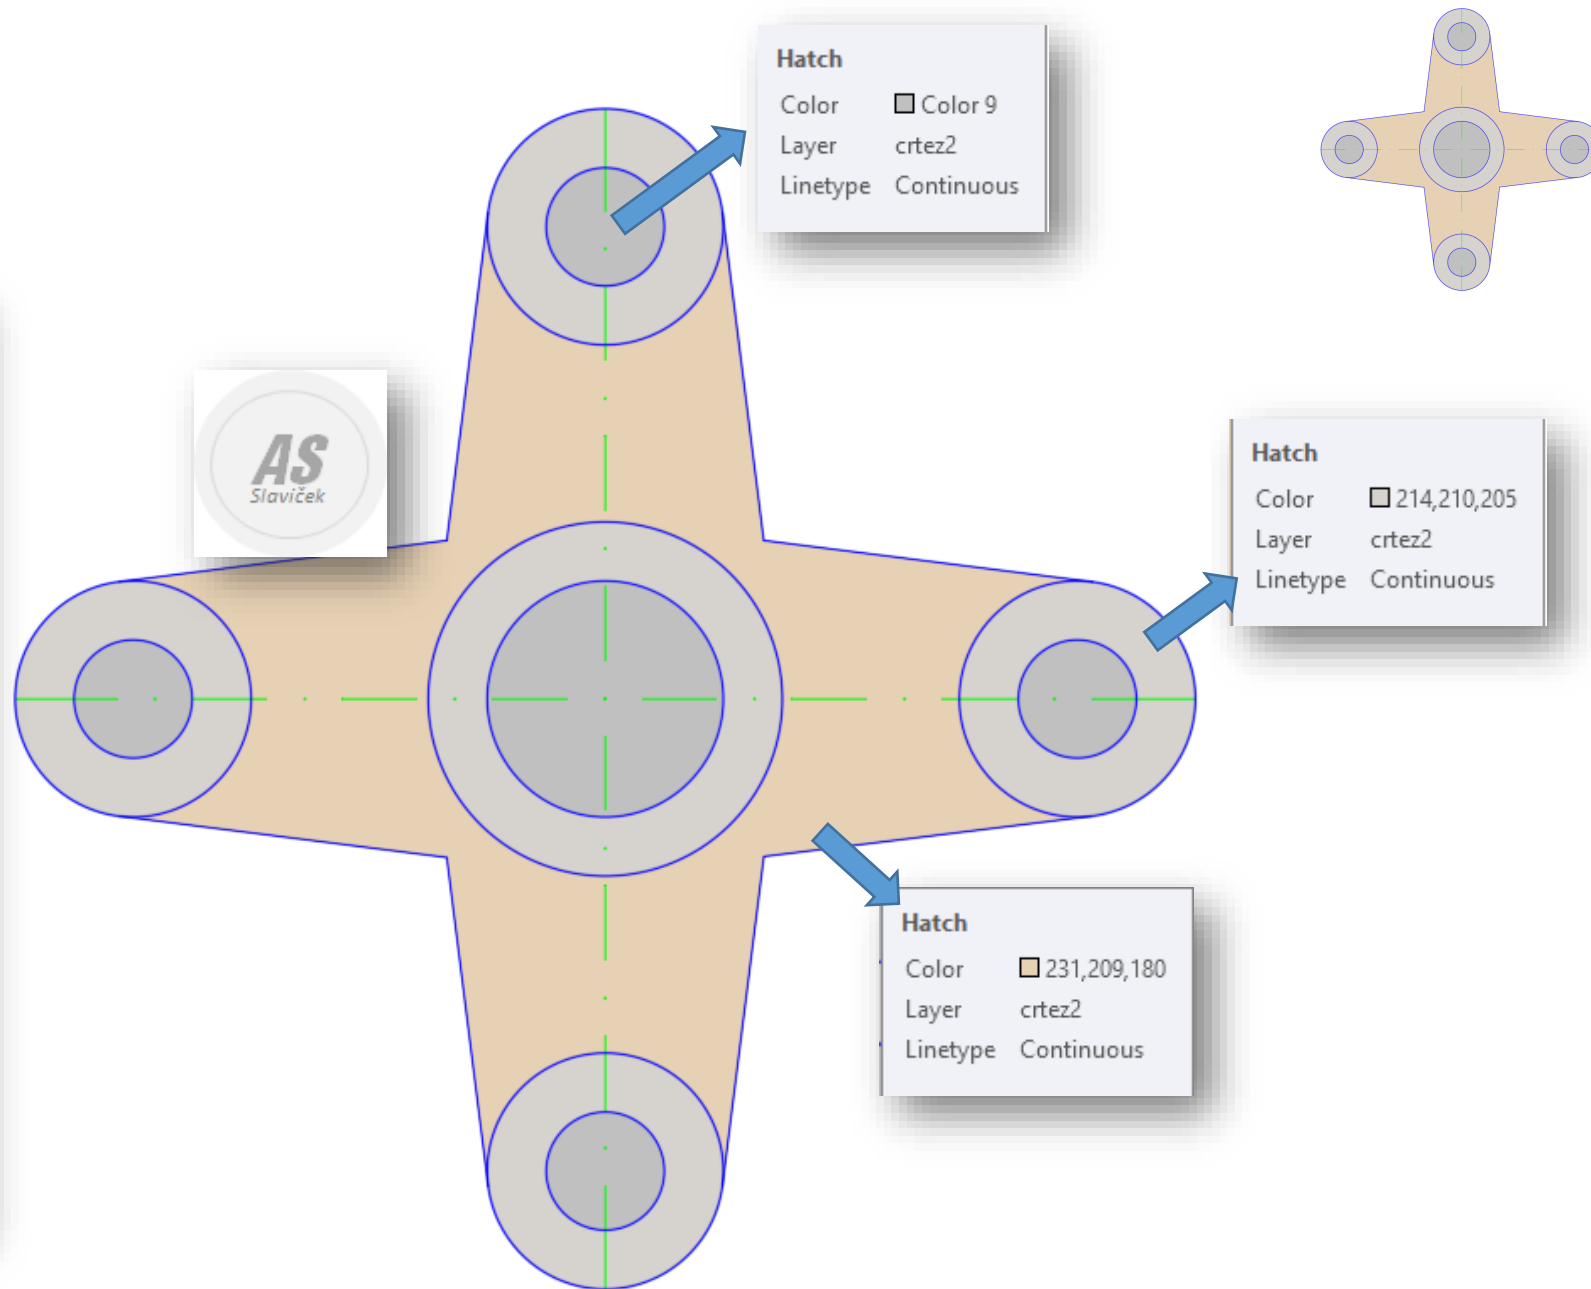 Hatch
Color Color 9
Layer crtez2
Linetype Continuous
AS
Slaviček
Hatch
Color 214,210,205
Layer crtez2
Linetype Continuous
Hatch
Color 231,209,180
Layer crtez2
Linetype Continuous